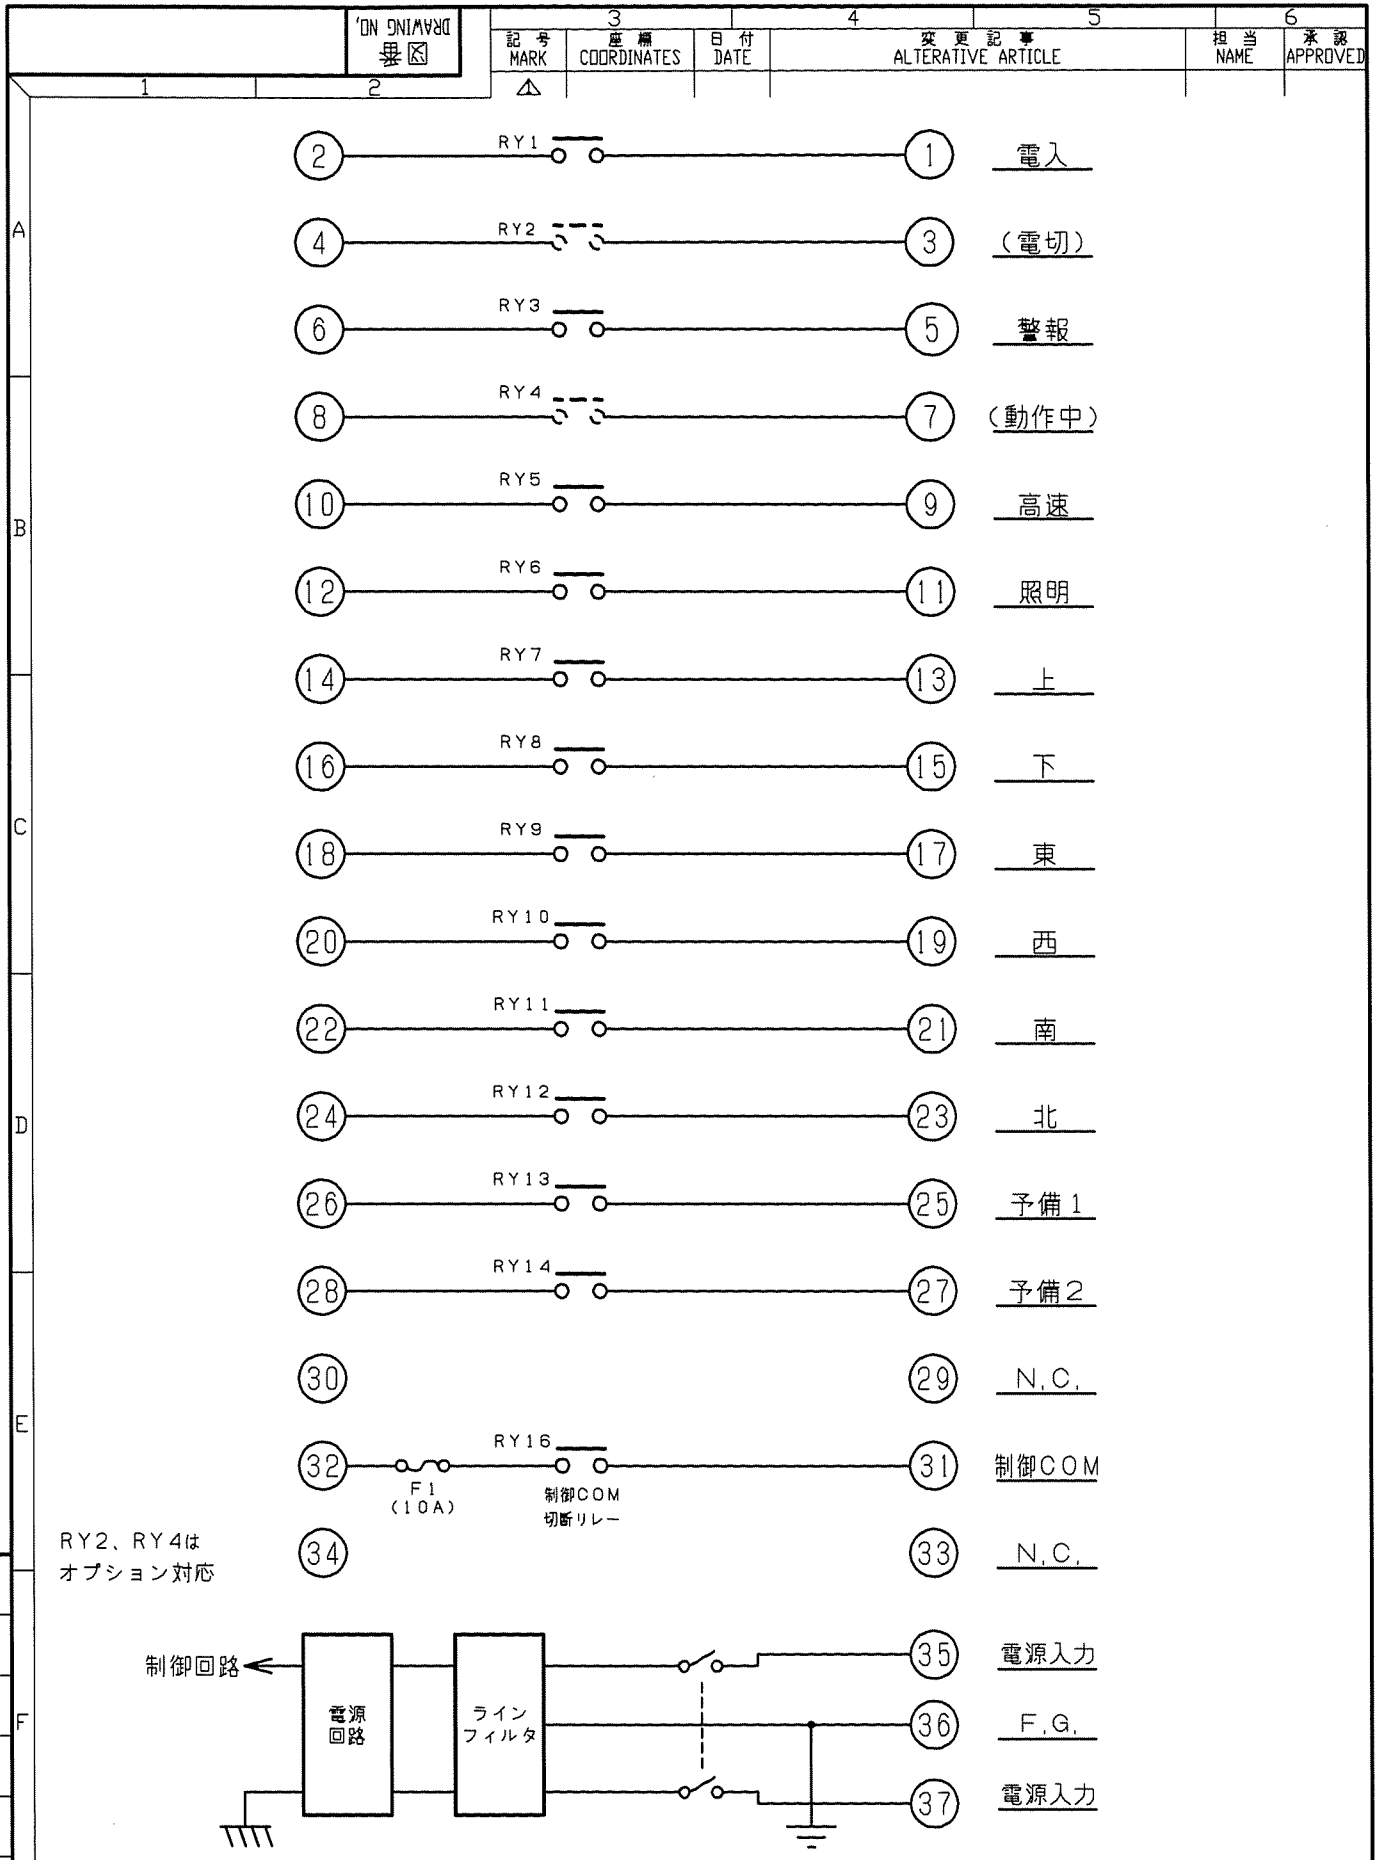 図番
DRAWING NO,
3 4 5 6
記号 座標 日付 変更記事 担当 承認
MARK COORDINATES DATE ALTERATIVE ARTICLE NAME APPROVED
1 2
1
2 RY1 1 電入
A
4 RY2 3 (電切)
6 RY3 5 警報
8 RY4 7 (動作中)
10 RY5 9 高速
B
12 RY6 11 照明
14 RY7 13 上
16 RY8 15 下
C
18 RY9 17 東
20 RY10 19 西
22 RY11 21 南
24 RY12 23 北
D
26 RY13 25 予備1
28 RY14 27 予備2
30 29 N.C.
E
32 RY16 31 制御COM
F1
(10A)
制御COM
切断リレー
RY2、RY4は
オプション対応
34 33 N.C.
制御回路
35 電源入力
電源
回路
ライン
フィルタ
36 F.G.
F
37 電源入力